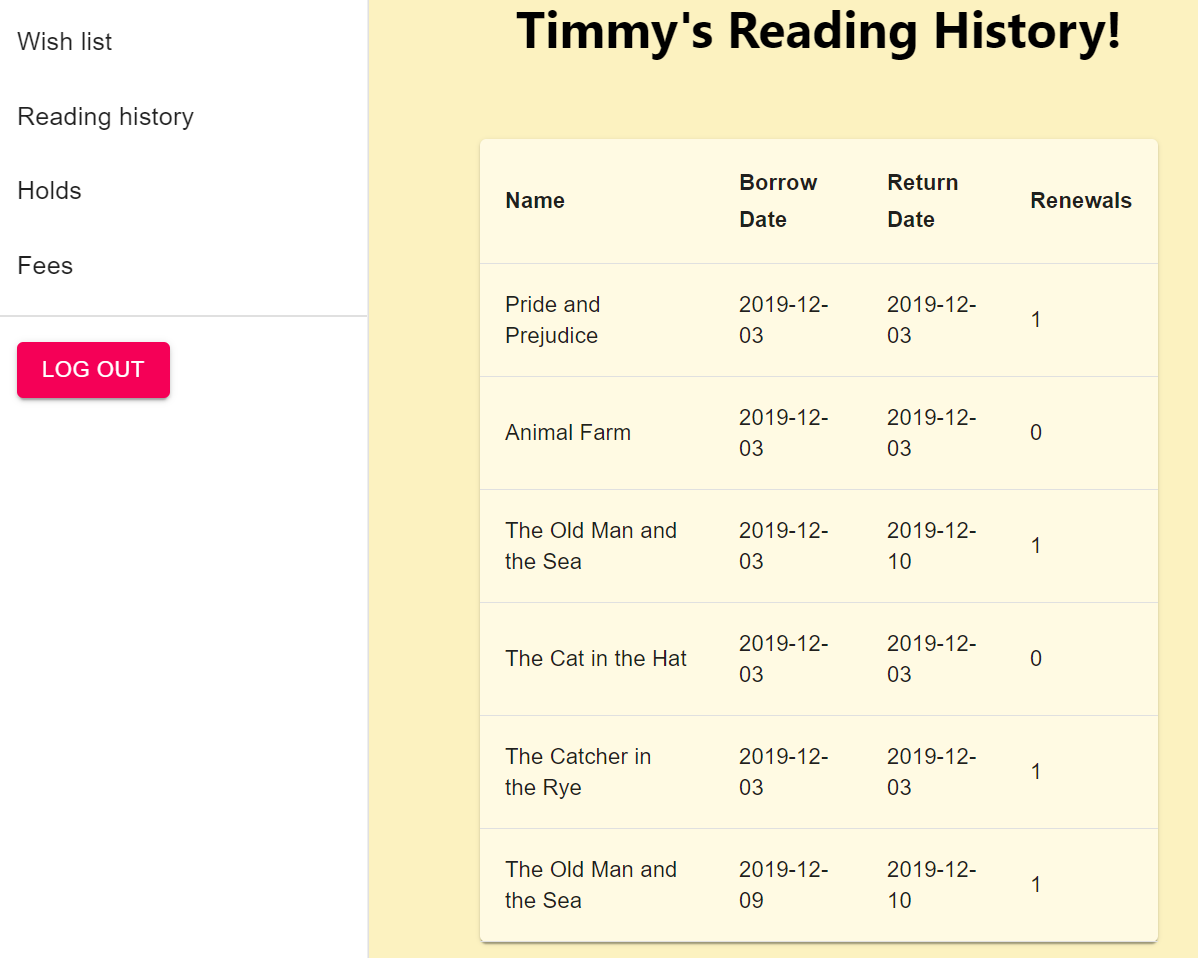 Wish list
Reading history
Holds
Fees
LOG OUT
Timmy's Reading History!
Name
Borrow
Date
Return
Date
Renewals
Pride and
Prejudice
2019-12-
03
2019-12-
03
1
Animal Farm
2019-12-
03
2019-12-
03
0
The Old Man and
the Sea
2019-12-
03
2019-12-
10
1
The Cat in the Hat
2019-12-
03
2019-12-
03
0
The Catcher in
the Rye
2019-12-
03
2019-12-
03
1
The Old Man and
the Sea
2019-12-
09
2019-12-
10
1